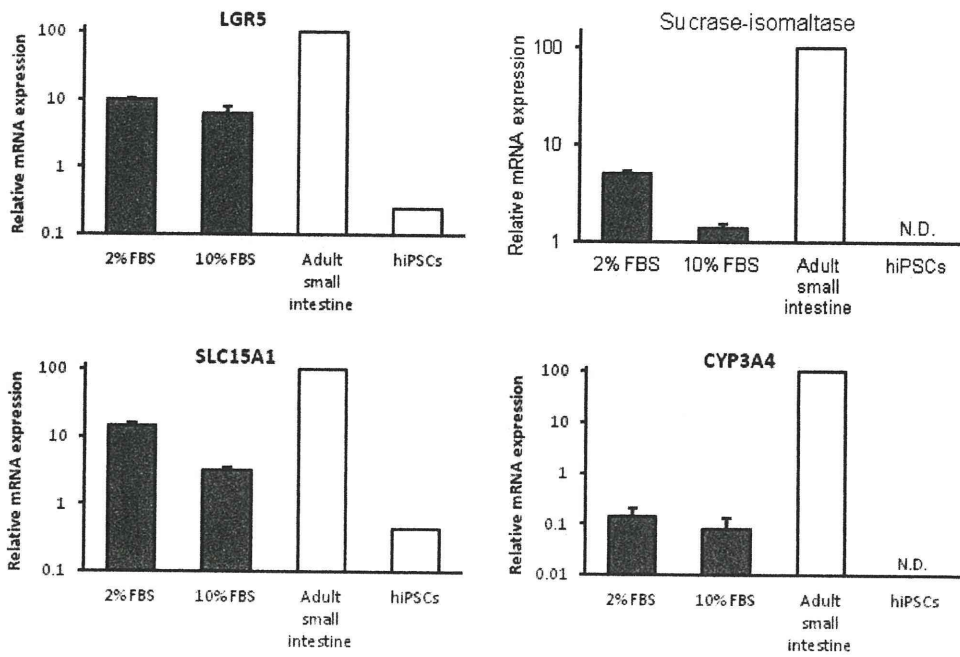 LGR5
Relative mRNA expression
100
10
1
0.1
2% FBS
10% FBS
Adult
small
intestine
hiPSCs
Sucrase-isomaltase
Relative mRNA expression
100
10
1
N.D.
2% FBS
10% FBS
Adult
small
intestine
hiPSCs
SLC15A1
Relative mRNA expression
100
10
1
0.1
2% FBS
10% FBS
Adult
small
intestine
hiPSCs
CYP3A4
Relative mRNA expression
100
10
1
0.1
0.01
N.D.
2% FBS
10% FBS
Adult
small
intestine
hiPSCs